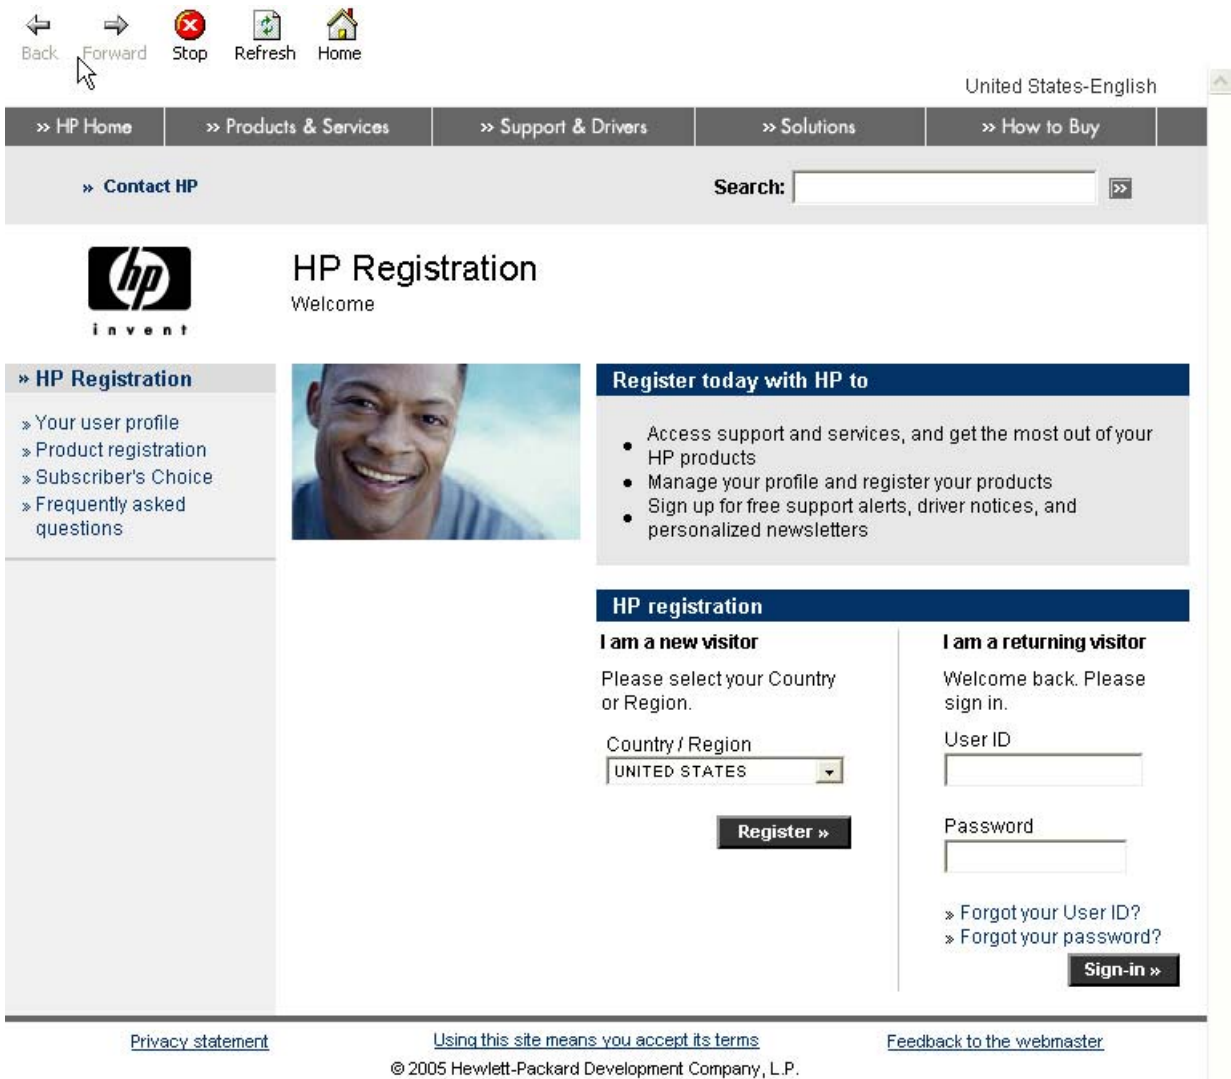 Back Forward Stop Refresh Home
United States-English
» HP Home » Products & Services » Support & Drivers » Solutions » How to Buy
» Contact HP Search: »
hp
invent
HP Registration
Welcome
» HP Registration
» Your user profile
» Product registration
» Subscriber's Choice
» Frequently asked
questions
Register today with HP to
• Access support and services, and get the most out of your
HP products
• Manage your profile and register your products
• Sign up for free support alerts, driver notices, and
personalized newsletters
HP registration
I am a new visitor
Please select your Country
or Region.
Country / Region
UNITED STATES
Register »
I am a returning visitor
Welcome back. Please
sign in.
User ID
Password
» Forgot your User ID?
» Forgot your password?
Sign-in »
Privacy statement Using this site means you accept its terms Feedback to the webmaster
© 2005 Hewlett-Packard Development Company, L.P.